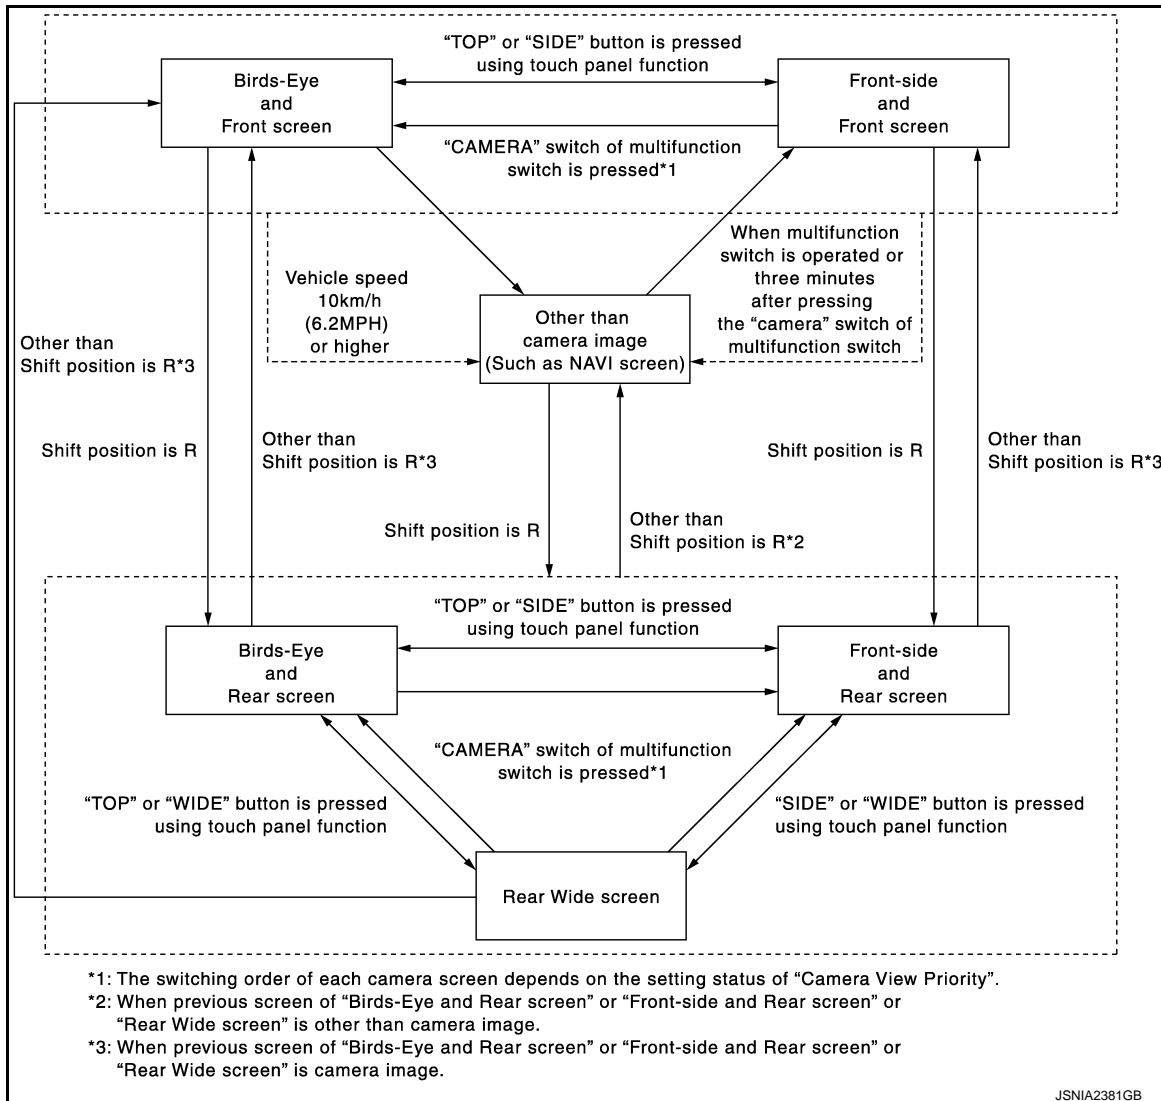 “TOP” or “SIDE” button is pressed
using touch panel function
Birds-Eye
and
Front screen
Front-side
and
Front screen
“CAMERA” switch of multifunction
switch is pressed*1
Vehicle speed
10km/h
(6.2MPH)
or higher
When multifunction
switch is operated or
three minutes
after pressing
the “camera” switch of
multifunction switch
Other than
camera image
(Such as NAVI screen)
Other than
Shift position is R*3
Shift position is R
Other than
Shift position is R*3
Shift position is R
Other than
Shift position is R*3
Shift position is R
Other than
Shift position is R*2
“TOP” or “SIDE” button is pressed
using touch panel function
Birds-Eye
and
Rear screen
Front-side
and
Rear screen
“CAMERA” switch of multifunction
switch is pressed*1
“TOP” or “WIDE” button is pressed
using touch panel function
“SIDE” or “WIDE” button is pressed
using touch panel function
Rear Wide screen
*1: The switching order of each camera screen depends on the setting status of “Camera View Priority”.
*2: When previous screen of “Birds-Eye and Rear screen” or “Front-side and Rear screen” or
“Rear Wide screen” is other than camera image.
*3: When previous screen of “Birds-Eye and Rear screen” or “Front-side and Rear screen” or
“Rear Wide screen” is camera image.
JSNIA2381GB